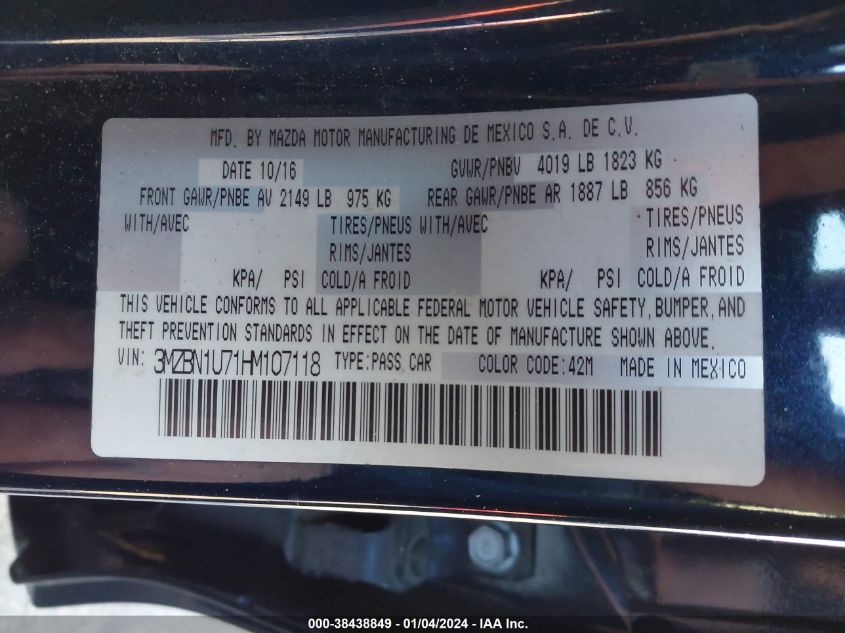 MFD. BY MAZDA MOTOR MANUFACTURING DE MEXICO S.A. DE C.V.
DATE 10/16 GVWR/PNBV 4019 LB 1823 KG
FRONT GAWR/PNBE AV 2149 LB 975 KG REAR GAWR/PNBE AR 1887 LB 856 KG
WITH/AVEC TIRES/PNEUS WITH/AVEC TIRES/PNEUS
RIMS/JANTES RIMS/JANTES
KPA/ PSI COLD/A FROID KPA/ PSI COLD/A FROID
THIS VEHICLE CONFORMS TO ALL APPLICABLE FEDERAL MOTOR VEHICLE SAFETY, BUMPER, AND
THEFT PREVENTION STANDARDS IN EFFECT ON THE DATE OF MANUFACTURE SHOWN ABOVE.
VIN: 3MZBN1U71HM107118 TYPE:PASS CAR COLOR CODE:42M MADE IN MEXICO
000-38438849 - 01/04/2024 - IAA Inc.